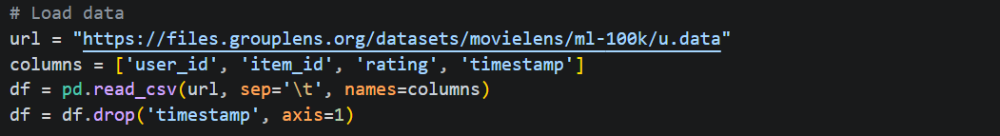 # Load data
url = "https://files.grouplens.org/datasets/movielens/ml-100k/u.data"
columns = ['user_id', 'item_id', 'rating', 'timestamp']
df = pd.read_csv(url, sep='\t', names=columns)
df = df.drop('timestamp', axis=1)